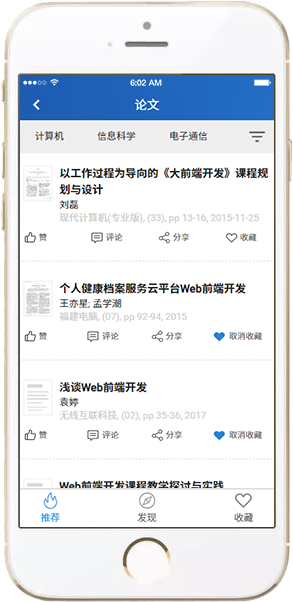 6:02 AM
论文
计算机 信息科学 电子通信
以工作过程为导向的《大前端开发》课程规
划与设计
刘磊
现代计算机(专业版), (33), pp 13-16, 2015-11-25
赞 评论 分享 收藏
个人健康档案服务云平台Web前端开发
王亦星; 孟学潮
福建电脑, (07), pp 92-94, 2015
赞 评论 分享 取消收藏
浅谈Web前端开发
袁婷
无线互联科技, (02), pp 35-36, 2017
赞 评论 分享 取消收藏
Web前端开发课程教学探讨与实践
推荐 发现 收藏